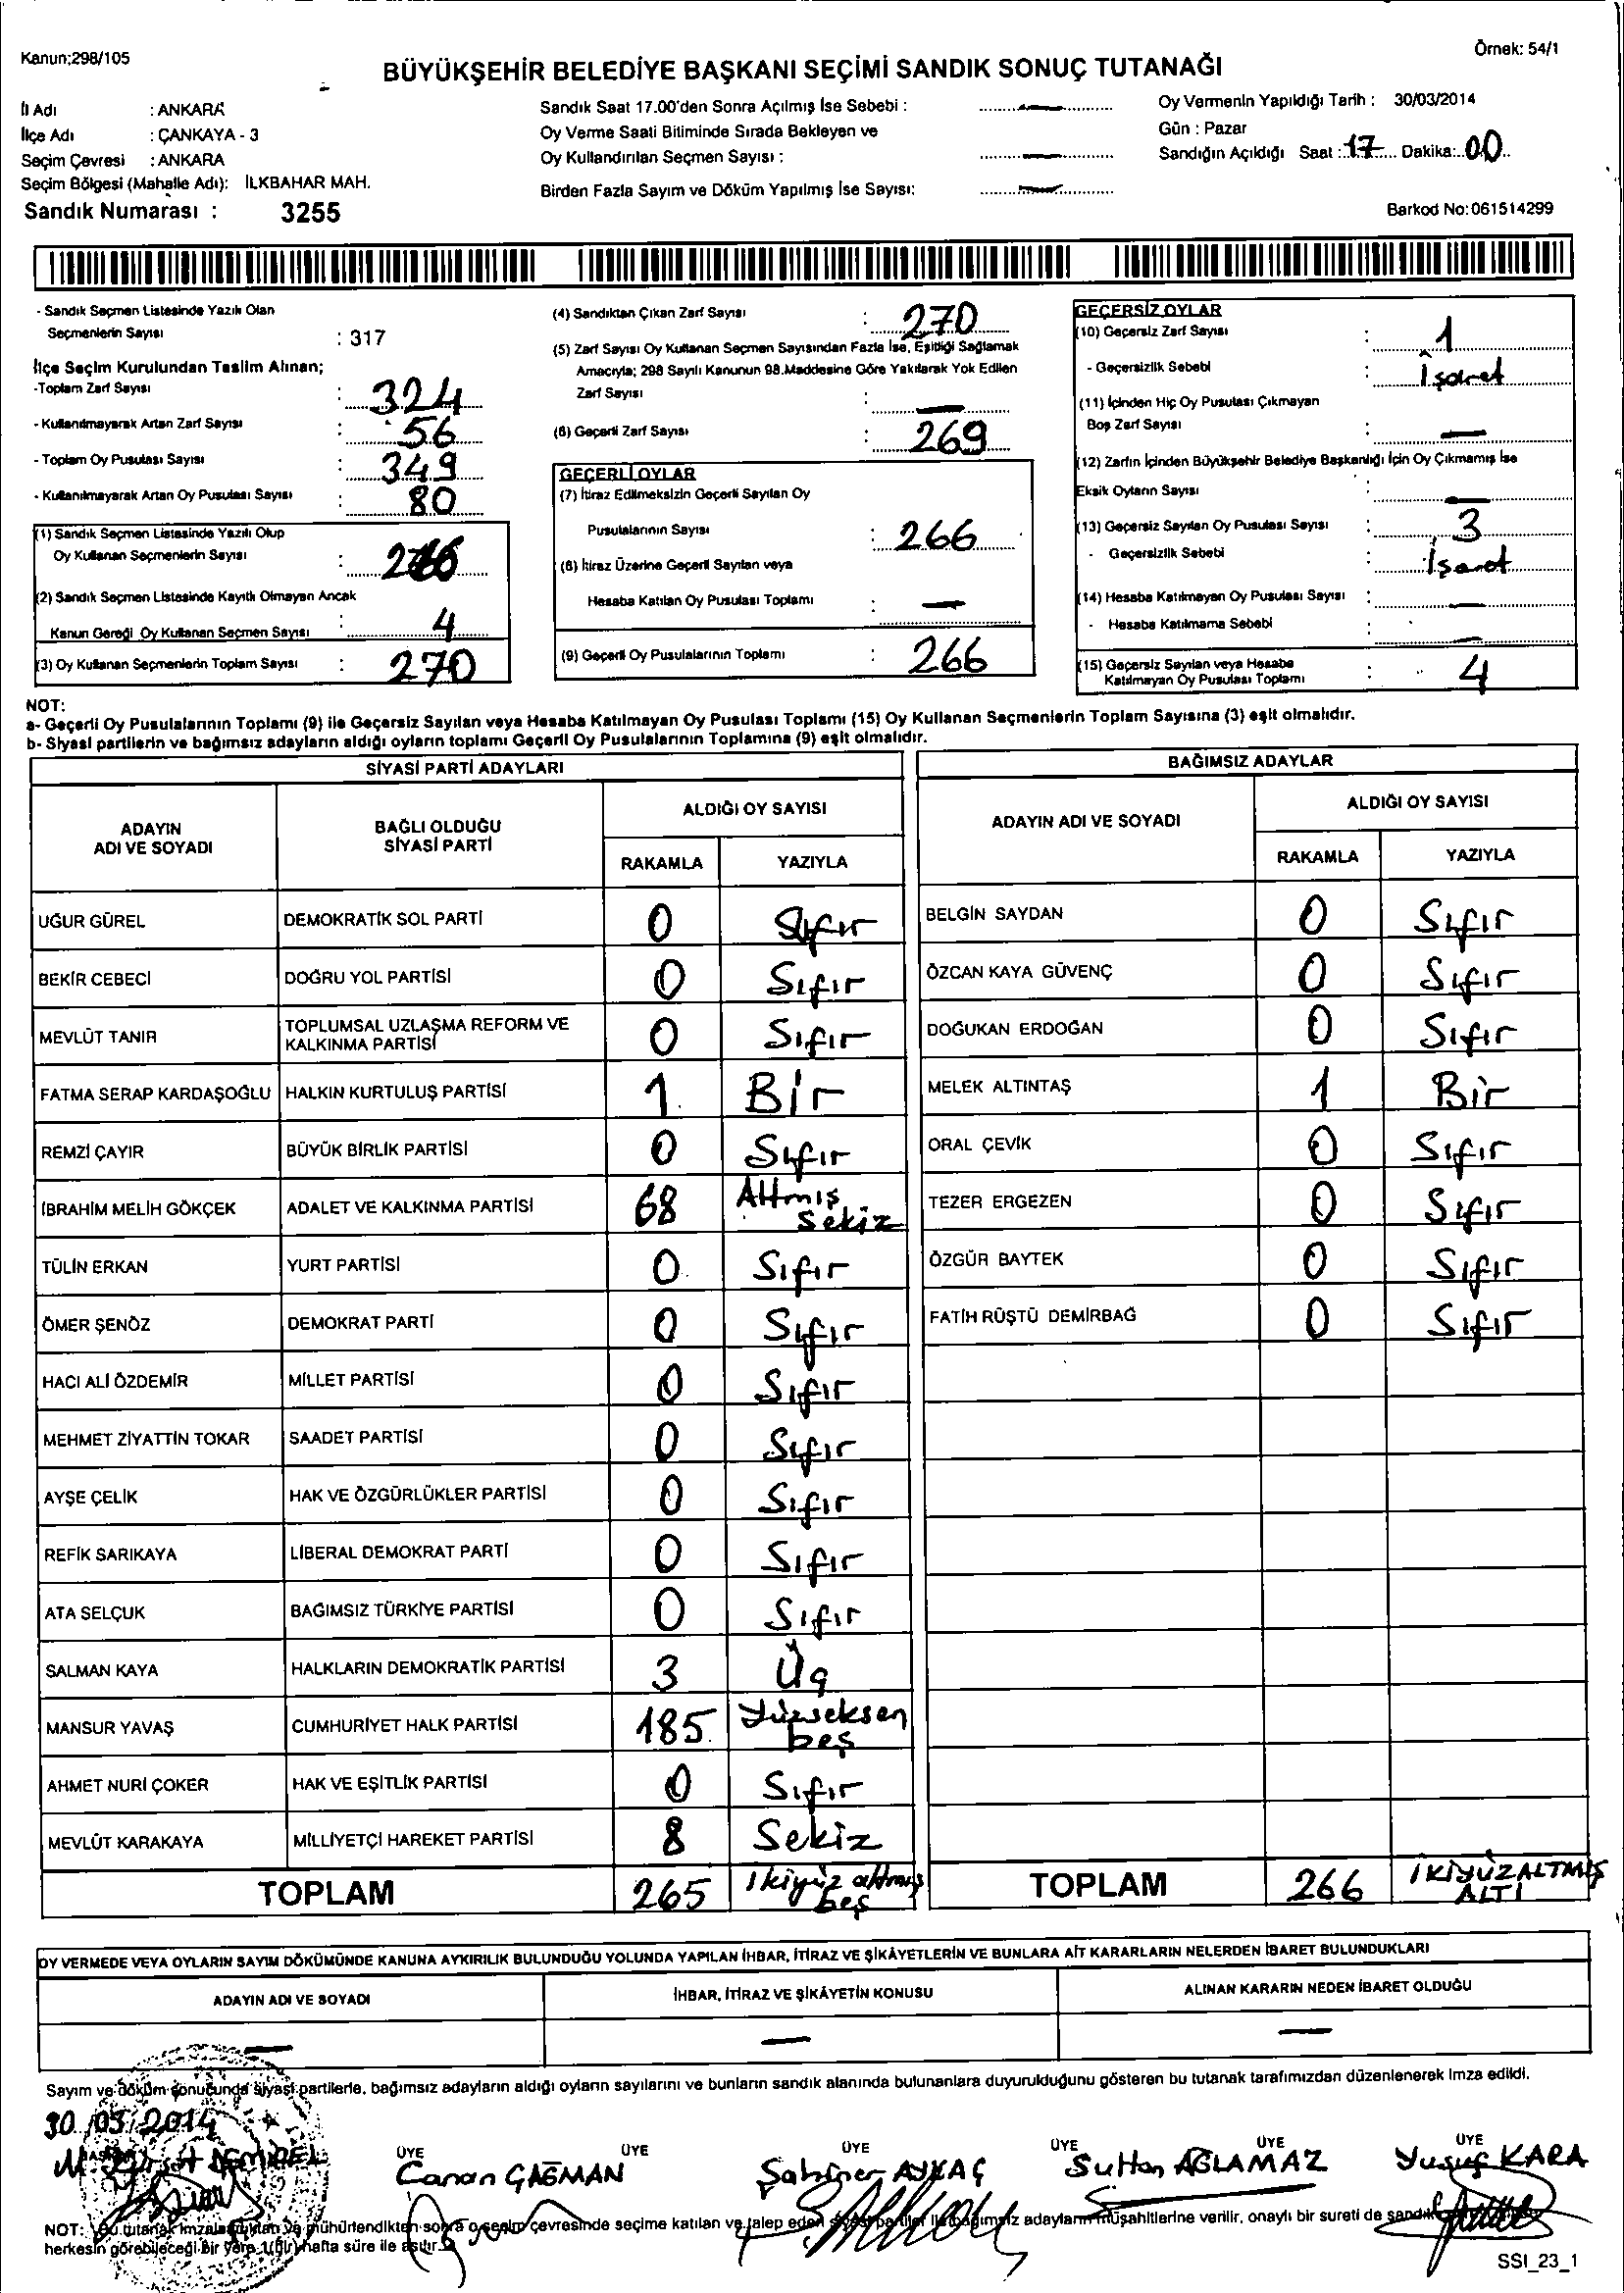 Kanun:298/105
Örnek: 54/1
BÜYÜKŞEHİR BELEDİYE BAŞKANI SEÇİMİ SANDIK SONUÇ TUTANAĞI
İl Adı : ANKARA
İlçe Adı : ÇANKAYA - 3
Seçim Çevresi : ANKARA
Seçim Bölgesi (Mahalle Adı): İLKBAHAR MAH.
Sandık Numarası : 3255
Sandık Saat 17.00'den Sonra Açılmış İse Sebebi : —
Oy Verme Saati Bitiminde Sırada Bekleyen ve
Oy Kullandırılan Seçmen Sayısı : —
Birden Fazla Sayım ve Döküm Yapılmış İse Sayısı: —
Oy Vermenin Yapıldığı Tarih : 30/03/2014
Gün : Pazar
Sandığın Açıldığı Saat : 17 Dakika: 00
Barkod No: 061514299
- Sandık Seçmen Listesinde Yazılı Olan
Seçmenlerin Sayısı : 317
İlçe Seçim Kurulundan Teslim Alınan;
-Toplam Zarf Sayısı : 324
- Kullanılmayarak Artan Zarf Sayısı : 56
- Toplam Oy Pusulası Sayısı : 349
- Kullanılmayarak Artan Oy Pusulası Sayısı : 80
(1) Sandık Seçmen Listesinde Yazılı Olup
Oy Kullanan Seçmenlerin Sayısı :
(2) Sandık Seçmen Listesinde Kayıtlı Olmayan Ancak
Kanun Gereği Oy Kullanan Seçmen Sayısı : 4
(3) Oy Kullanan Seçmenlerin Toplam Sayısı : 270
(4) Sandıktan Çıkan Zarf Sayısı : 270
(5) Zarf Sayısı Oy Kullanan Seçmen Sayısından Fazla İse, Eşitliği Sağlamak
Amacıyla; 298 Sayılı Kanunun 98.Maddesine Göre Yakılarak Yok Edilen
Zarf Sayısı : —
(6) Geçerli Zarf Sayısı : 269
GEÇERLİ OYLAR
(7) İtiraz Edilmeksizin Geçerli Sayılan Oy
Pusulalarının Sayısı : 266
(8) İtiraz Üzerine Geçerli Sayılan veya
Hesaba Katılan Oy Pusulası Toplamı : —
(9) Geçerli Oy Pusulalarının Toplamı : 266
GEÇERSİZ OYLAR
(10) Geçersiz Zarf Sayısı : 1
- Geçersizlik Sebebi : İşaret
(11) İçinden Hiç Oy Pusulası Çıkmayan
Boş Zarf Sayısı : —
(12) Zarfın İçinden Büyükşehir Belediye Başkanlığı İçin Oy Çıkmamış İse
Eksik Oyların Sayısı : —
(13) Geçersiz Sayılan Oy Pusulası Sayısı : 3
- Geçersizlik Sebebi : İşaret
(14) Hesaba Katılmayan Oy Pusulası Sayısı : —
- Hesaba Katılmama Sebebi : —
(15) Geçersiz Sayılan veya Hesaba
Katılmayan Oy Pusulası Toplamı : 4
NOT:
a- Geçerli Oy Pusulalarının Toplamı (9) ile Geçersiz Sayılan veya Hesaba Katılmayan Oy Pusulası Toplamı (15) Oy Kullanan Seçmenlerin Toplam Sayısına (3) eşit olmalıdır.
b- Siyasi partilerin ve bağımsız adayların aldığı oyların toplamı Geçerli Oy Pusulalarının Toplamına (9) eşit olmalıdır.
SİYASİ PARTİ ADAYLARI
ADAYIN ADI VE SOYADI BAĞLI OLDUĞU SİYASİ PARTİ ALDIĞI OY SAYISI
RAKAMLA YAZIYLA
UĞUR GÜREL DEMOKRATİK SOL PARTİ 0 Sıfır
BEKİR CEBECİ DOĞRU YOL PARTİSİ 0 Sıfır
MEVLÜT TANIR TOPLUMSAL UZLAŞMA REFORM VE KALKINMA PARTİSİ 0 Sıfır
FATMA SERAP KARDAŞOĞLU HALKIN KURTULUŞ PARTİSİ 1 Bir
REMZİ ÇAYIR BÜYÜK BİRLİK PARTİSİ 0 Sıfır
İBRAHİM MELİH GÖKÇEK ADALET VE KALKINMA PARTİSİ 68 Altmış Sekiz
TÜLİN ERKAN YURT PARTİSİ 0 Sıfır
ÖMER ŞENÖZ DEMOKRAT PARTİ 0 Sıfır
HACI ALİ ÖZDEMİR MİLLET PARTİSİ 0 Sıfır
MEHMET ZİYATTİN TOKAR SAADET PARTİSİ 0 Sıfır
AYŞE ÇELİK HAK VE ÖZGÜRLÜKLER PARTİSİ 0 Sıfır
REFİK SARIKAYA LİBERAL DEMOKRAT PARTİ 0 Sıfır
ATA SELÇUK BAĞIMSIZ TÜRKİYE PARTİSİ 0 Sıfır
SALMAN KAYA HALKLARIN DEMOKRATİK PARTİSİ 3 Üç
MANSUR YAVAŞ CUMHURİYET HALK PARTİSİ 185 Yüzseksen beş
AHMET NURİ ÇOKER HAK VE EŞİTLİK PARTİSİ 0 Sıfır
MEVLÜT KARAKAYA MİLLİYETÇİ HAREKET PARTİSİ 8 Sekiz
TOPLAM 265 İkiyüz altmış beş
BAĞIMSIZ ADAYLAR
ADAYIN ADI VE SOYADI ALDIĞI OY SAYISI
RAKAMLA YAZIYLA
BELGİN SAYDAN 0 Sıfır
ÖZCAN KAYA GÜVENÇ 0 Sıfır
DOĞUKAN ERDOĞAN 0 Sıfır
MELEK ALTINTAŞ 1 Bir
ORAL ÇEVİK 0 Sıfır
TEZER ERGEZEN 0 Sıfır
ÖZGÜR BAYTEK 0 Sıfır
FATİH RÜŞTÜ DEMİRBAĞ 0 Sıfır
TOPLAM 266 İKİYÜZALTMIŞ ALTI
OY VERMEDE VEYA OYLARIN SAYIM DÖKÜMÜNDE KANUNA AYKIRILIK BULUNDUĞU YOLUNDA YAPILAN İHBAR, İTİRAZ VE ŞİKÂYETLERİN VE BUNLARA AİT KARARLARIN NELERDEN İBARET BULUNDUKLARI
ADAYIN ADI VE SOYADI İHBAR, İTİRAZ VE ŞİKÂYETİN KONUSU ALINAN KARARIN NEDEN İBARET OLDUĞU
— — —
Sayım ve döküm sonucunda siyasi partilerle, bağımsız adayların aldığı oyların sayılarını ve bunların sandık alanında bulunanlara duyurulduğunu gösteren bu tutanak tarafımızdan düzenlenerek imza edildi.
30/03/2014
ÜYE ÜYE ÜYE ÜYE ÜYE ÜYE
DEMİREL Canan ÇAĞMAN AYKAÇ Sultan AĞLAMAZ Yusuf KARA
NOT: Bu tutanak imzalandıktan ve mühürlendikten sonra o seçim çevresinde seçime katılan ve talep eden siyasi partiler ile bağımsız adayların müşahitlerine verilir, onaylı bir sureti de sandık
herkesin görebileceği bir yere 1(Bir) hafta süre ile asılır.
SSI_23_1